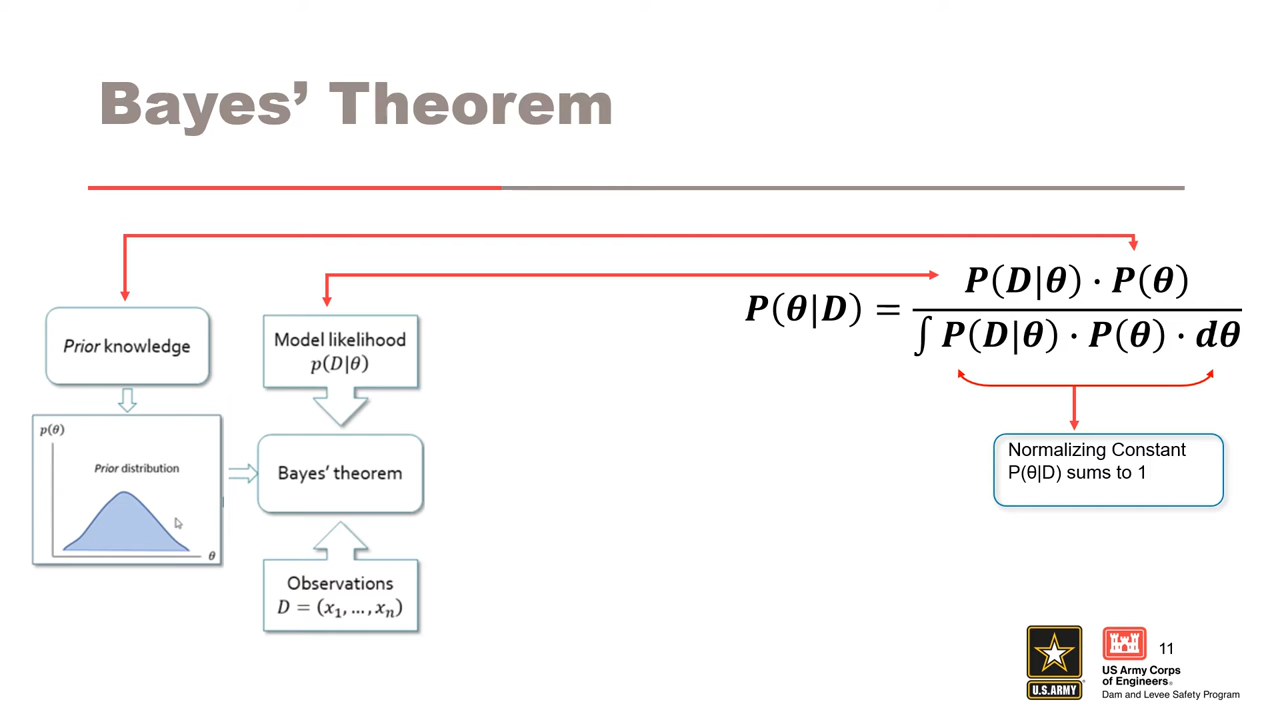 Bayes’ Theorem
Prior knowledge
p(θ)
Prior distribution
θ
Model likelihood
p(D|θ)
Bayes’ theorem
Observations
D = (x₁, …, xₙ)
P(θ|D) =
P(D|θ) · P(θ)
∫ P(D|θ) · P(θ) · dθ
Normalizing Constant
P(θ|D) sums to 1
U.S.ARMY
11
US Army Corps
of Engineers®
Dam and Levee Safety Program